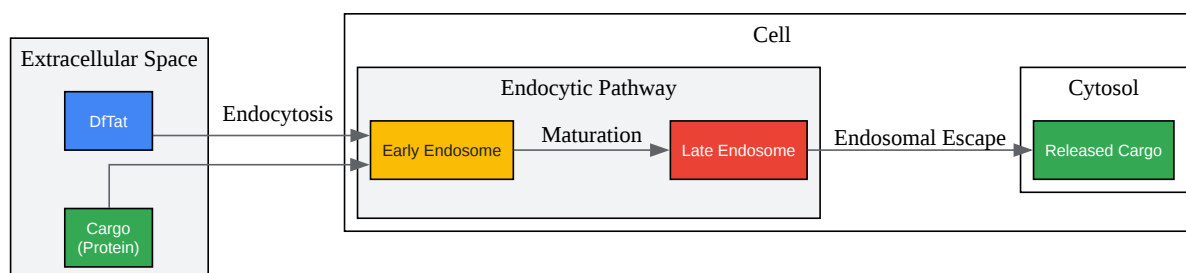 Cell
Extracellular Space
Endocytic Pathway
Cytosol
DfTat
Endocytosis
Early Endosome
Maturation
Late Endosome
Endosomal Escape
Released Cargo
Cargo
(Protein)